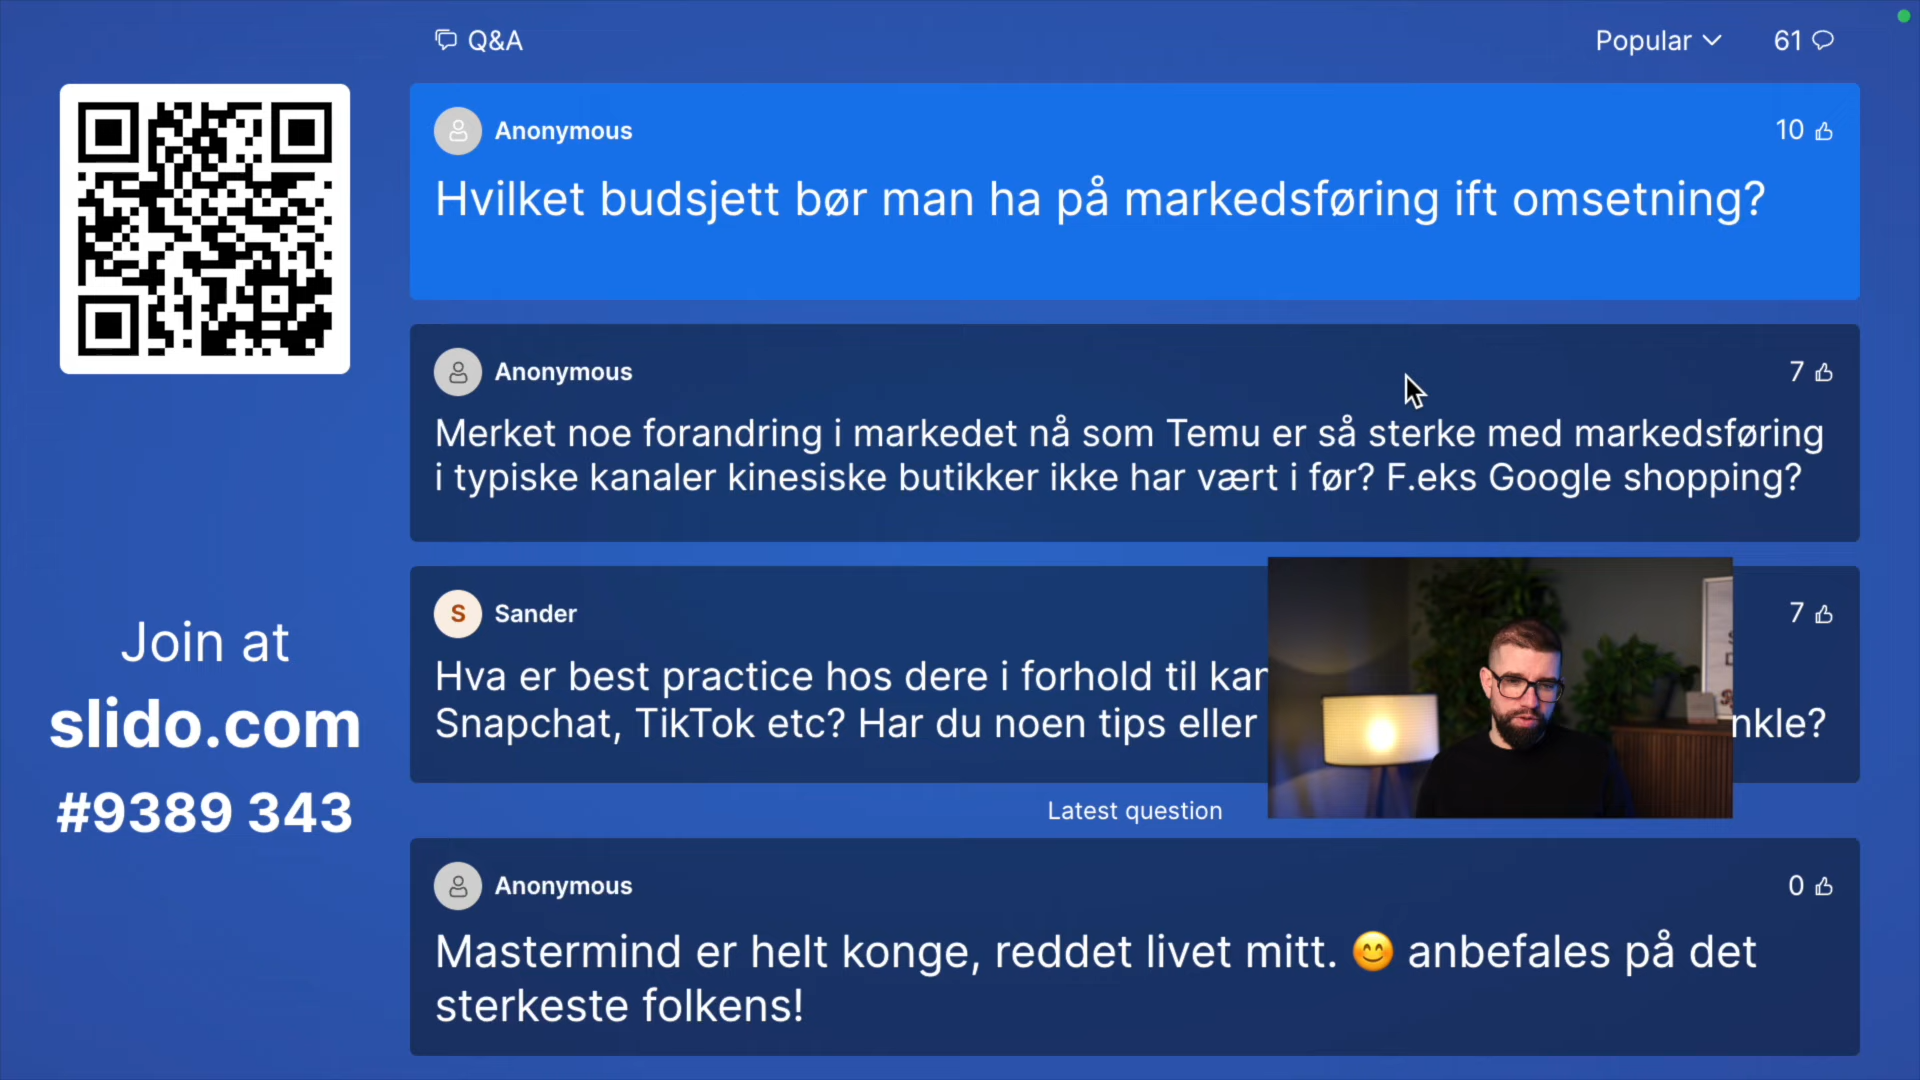 Q&A
Popular
61
Anonymous
10
Hvilket budsjett bør man ha på markedsføring ift omsetning?
Anonymous
7
Merket noe forandring i markedet nå som Temu er så sterke med markedsføring
i typiske kanaler kinesiske butikker ikke har vært i før? F.eks Google shopping?
S
Sander
7
Hva er best practice hos dere i forhold til
Snapchat, TikTok etc? Har du noen tips eller
Latest question
Anonymous
0
Mastermind er helt konge, reddet livet mitt. 😊 anbefales på det
sterkeste folkens!
Join at
slido.com
#9389 343